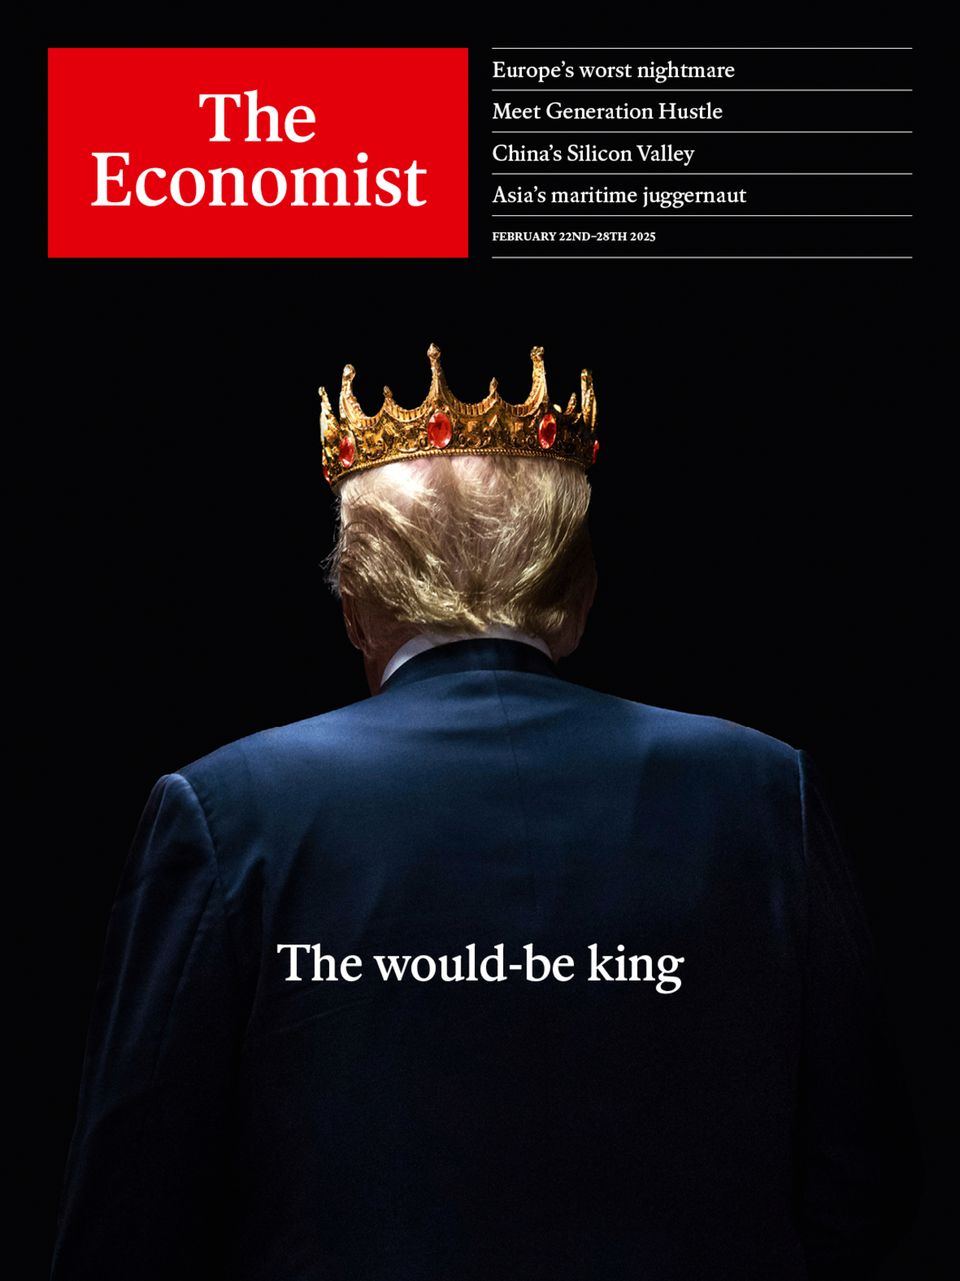 The
Economist
Europe’s worst nightmare
Meet Generation Hustle
China’s Silicon Valley
Asia’s maritime juggernaut
FEBRUARY 22ND–28TH 2025
The would-be king